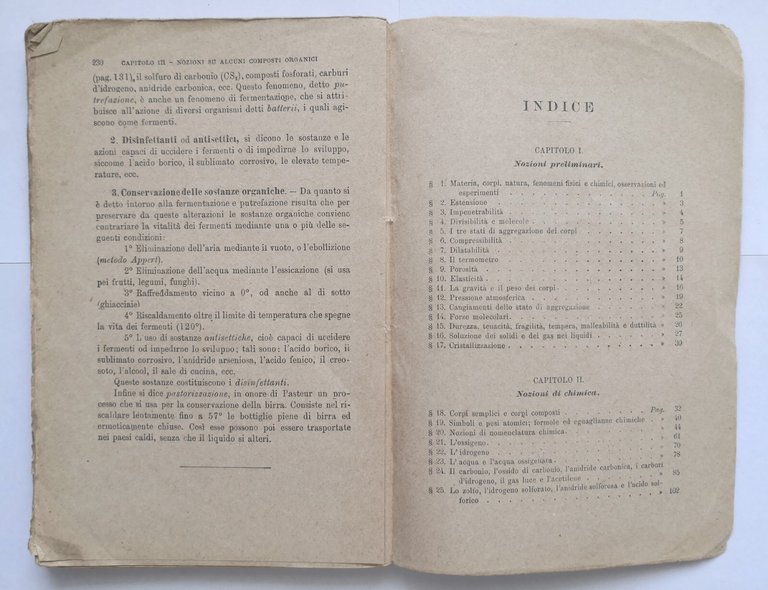 230 CAPITOLO III - NOZIONI SU ALCUNI COMPOSTI ORGANICI
(pag. 131), il solfuro di carbonio (CS₂), composti fosforati, carburi
d'idrogeno, anidride carbonica, ecc. Questo fenomeno, detto pu-
trefazione, è anche un fenomeno di fermentazione, che si attri-
buisce all'azione di diversi organismi detti batterii, i quali agi-
scono come fermenti.
2. Disinfettanti od antisettici, si dicono le sostanze e le
azioni capaci di uccidere i fermenti o di impedirne lo sviluppo,
siccome l'acido borico, il sublimato corrosivo, le elevate tempe-
rature, ecc.
3. Conservazione delle sostanze organiche. — Da quanto si
è detto intorno alla fermentazione e putrefazione risulta che per
preservare da queste alterazioni le sostanze organiche conviene
contrariare la vitalità dei fermenti mediante una o più delle se-
guenti condizioni:
1° Eliminazione dell'aria mediante il vuoto, o l'ebollizione
(metodo Appert).
2° Eliminazione dell'acqua mediante l'essicazione (si usa
pei frutti, legumi, funghi).
3° Raffreddamento vicino a 0°, od anche al di sotto
(ghiacciaie)
4° Riscaldamento oltre il limite di temperatura che spegne
la vita dei fermenti (120°).
5° L uso di sostanze antisettiche, cioè capaci di uccidere
i fermenti od impedirne lo sviluppo; tali sono: l'acido borico, il
sublimato corrosivo, l'anidride arseniosa, l'acido fenico, il creo-
soto, l'alcool, il sale di cucina, ecc.
Queste sostanze costituiscono i disinfettanti.
Infine si dice pastorizzazione, in onore di Pasteur un pro-
cesso che si usa per la conservazione della birra. Consiste nel ri-
scaldare lentamente fino a 57° le bottiglie piene di birra ed
ermeticamente chiuse. Così esse possono poi essere trasportate
nei paesi caldi, senza che il liquido si alteri.
INDICE
CAPITOLO I.
Nozioni preliminari.
§ 1. Materia, corpi, natura, fenomeni fisici e chimici, osservazioni ed
esperimenti . . . Pag. 1
§ 2. Estensione . . . » 3
§ 3. Impenetrabilità . . . » 4
§ 4. Divisibilità e molecole . . . » 5
§ 5. I tre stati di aggregazione dei corpi . . . » 7
§ 6. Compressibilità . . . » 8
§ 7. Dilatabilità . . . » 9
§ 8. Il termometro . . . » 10
§ 9. Porosità . . . » 13
§ 10. Elasticità . . . » 14
§ 11. La gravità e il peso dei corpi . . . » 16
§ 12. Pressione atmosferica . . . » 19
§ 13. Cangiamenti dello stato di aggregazione . . . » 22
§ 14. Forze molecolari . . . » 25
§ 15. Durezza, tenacità, fragilità, tempera, malleabilità e duttilità » 26
§ 16. Soluzione dei solidi e dei gas nei liquidi . . . » 27
§ 17. Cristallizzazione . . . » 30
CAPITOLO II.
Nozioni di chimica.
§ 18. Corpi semplici e corpi composti . . . Pag. 32
§ 19. Simboli e pesi atomici; formole ed eguaglianze chimiche » 40
§ 20. Nozioni di nomenclatura chimica . . . » 44
§ 21. L'ossigeno . . . » 61
§ 22. L'idrogeno . . . » 70
§ 23. L'acqua e l'acqua ossigenata . . . » 78
§ 24. Il carbonio, l'ossido di carbonio, l'anidride carbonica, i carburi
d'idrogeno, il gas luce e l'acetilene . . . » 85
§ 25. Lo zolfo, l'idrogeno solforato, l'anidride solforosa e l'acido sol-
forico . . . » 102